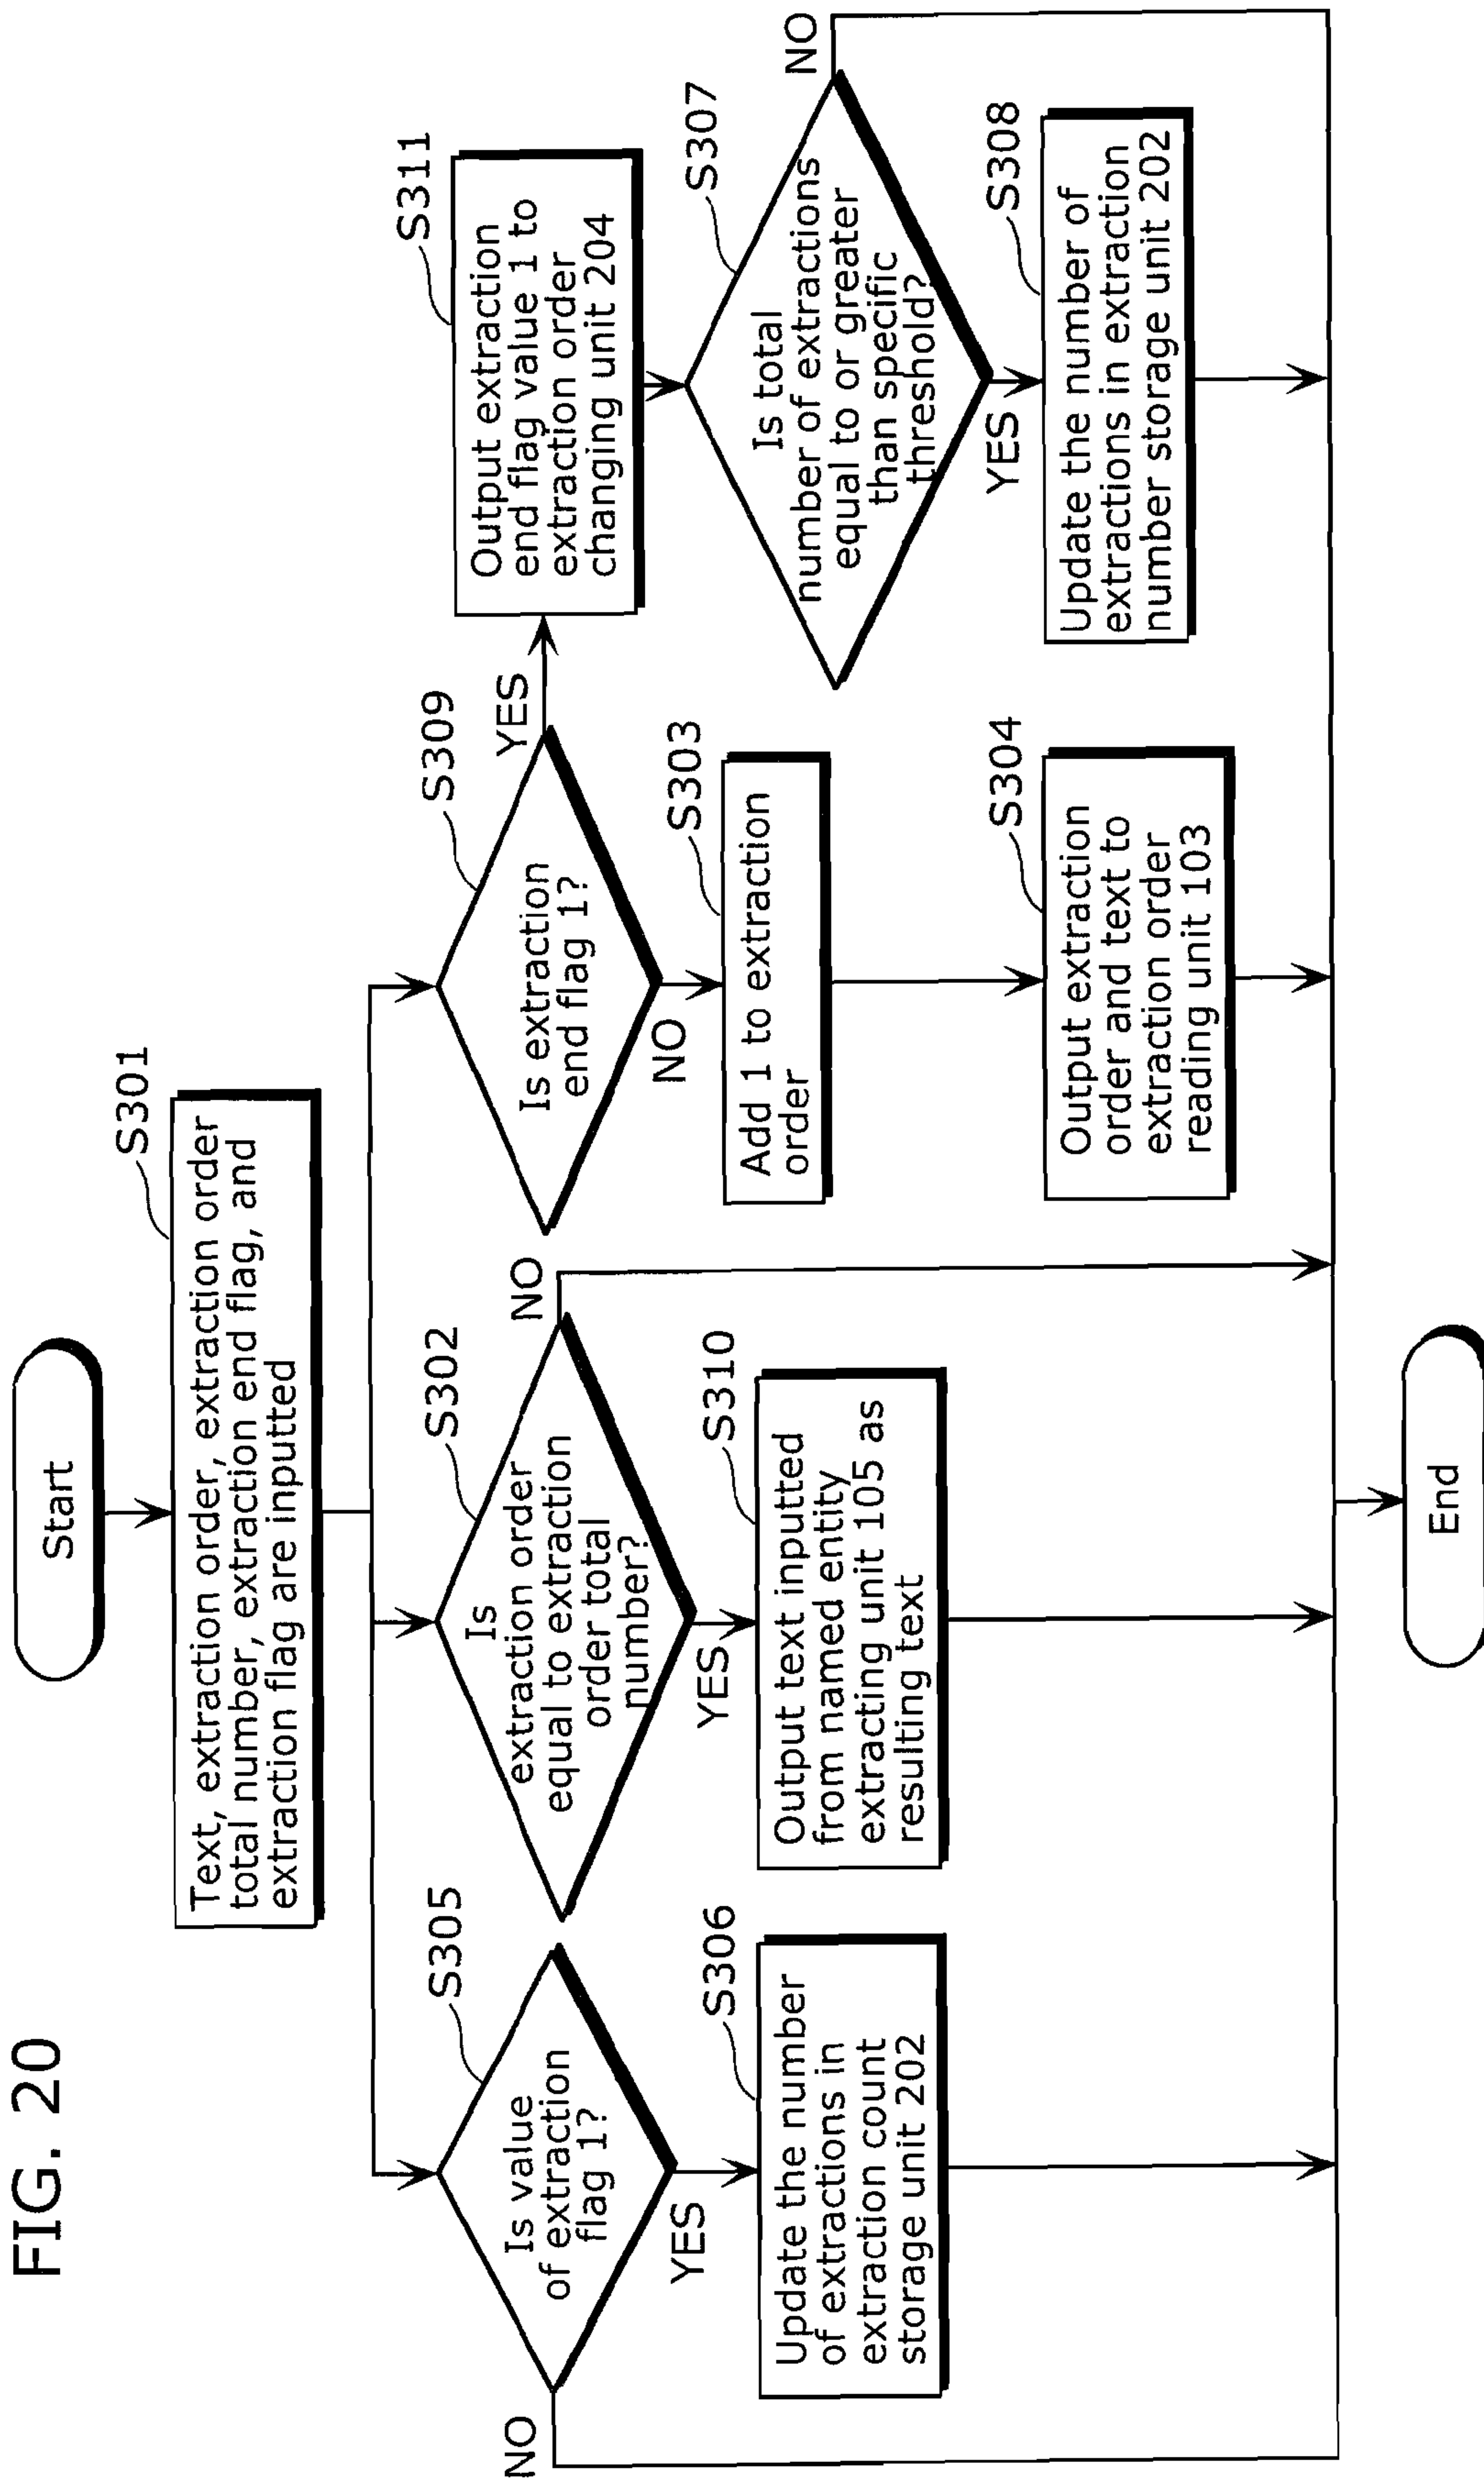 FIG. 20
Start
S301
Text, extraction order, extraction order
total number, extraction end flag, and
extraction flag are inputted
S305
Is value
of extraction
flag 1?
NO
YES
S306
Update the number
of extractions in
extraction count
storage unit 202
S302
Is
extraction order
equal to extraction
order total
number?
NO
YES
S310
Output text inputted
from named entity
extracting unit 105 as
resulting text
S309
Is extraction
end flag 1?
YES
NO
S303
Add 1 to extraction
order
S304
Output extraction
order and text to
extraction order
reading unit 103
S311
Output extraction
end flag value 1 to
extraction order
changing unit 204
S307
Is total
number of extractions
equal to or greater
than specific
threshold?
NO
YES
S308
Update the number of
extractions in extraction
number storage unit 202
End